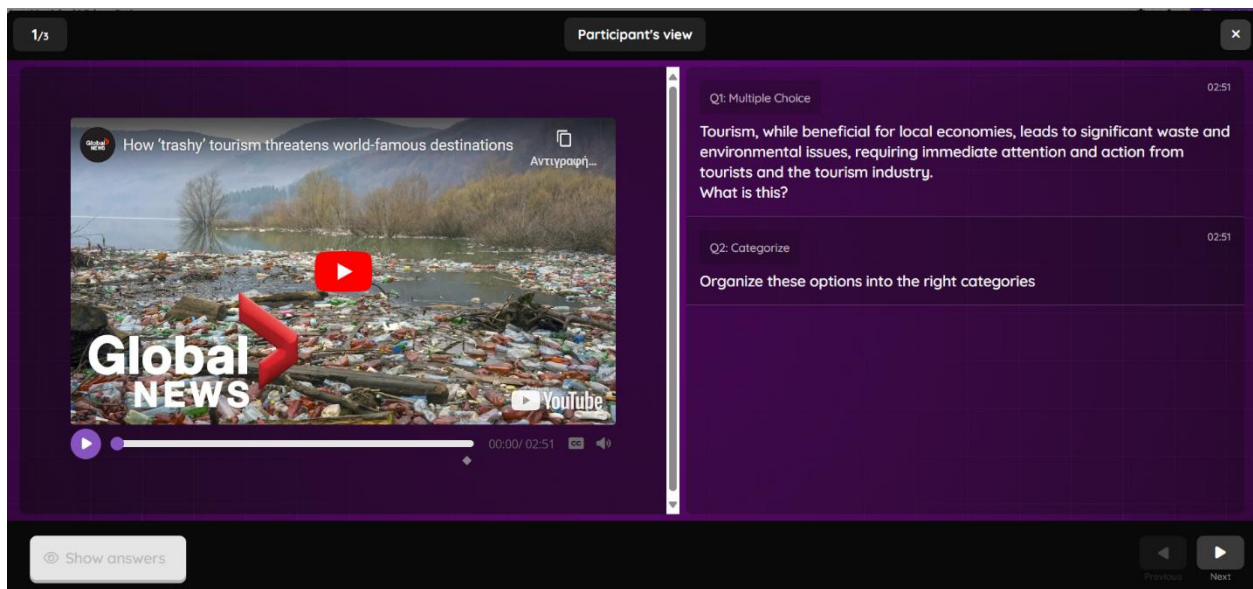 1/3
Participant's view
Global NEWS
How 'trashy' tourism threatens world-famous destinations
Αντιγραφή...
Global
NEWS
YouTube
00:00/ 02:51
CC
Q1: Multiple Choice
02:51
Tourism, while beneficial for local economies, leads to significant waste and
environmental issues, requiring immediate attention and action from
tourists and the tourism industry.
What is this?
Q2: Categorize
02:51
Organize these options into the right categories
Show answers
Previous
Next